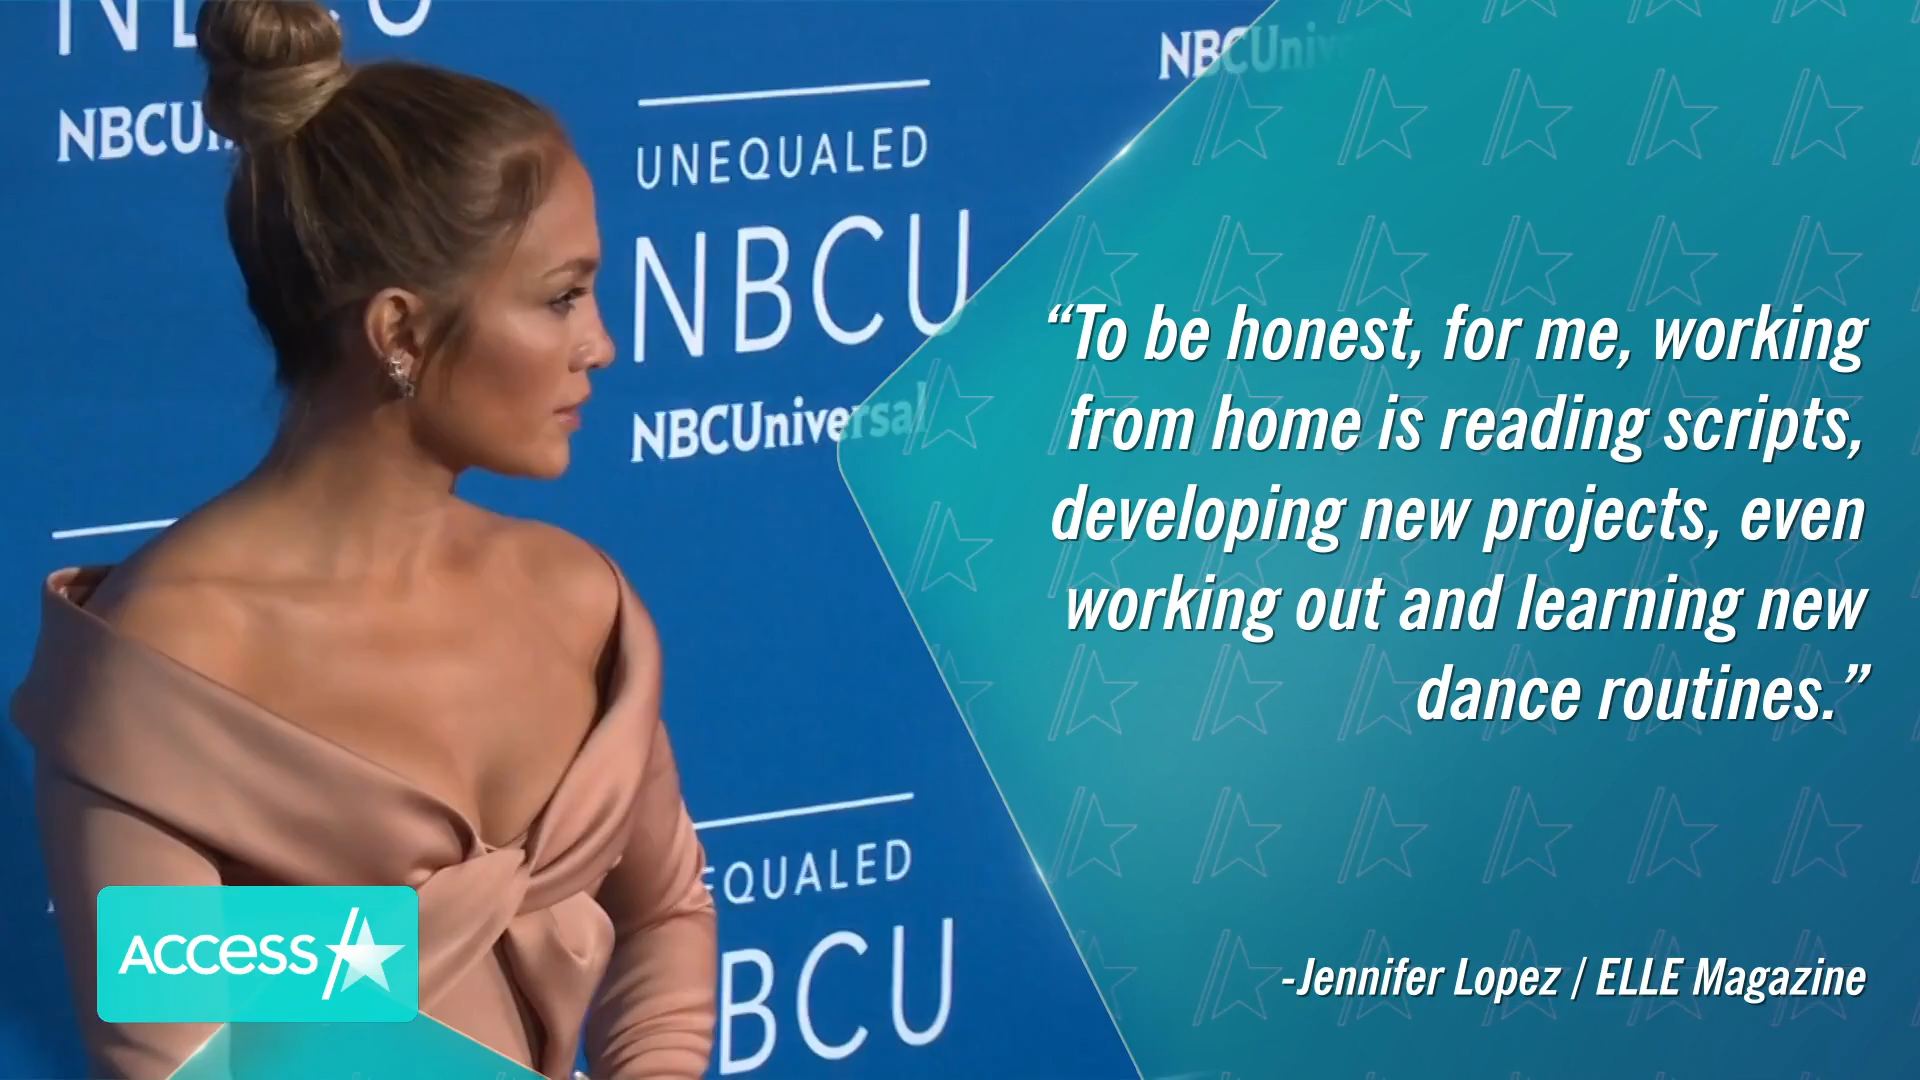 NBCU
NBCUni
UNEQUALED
NBCU
NBCUniversal
NBCUniv
“To be honest, for me, working
from home is reading scripts,
developing new projects, even
working out and learning new
dance routines.”
EQUALED
BCU
access
-Jennifer Lopez / ELLE Magazine